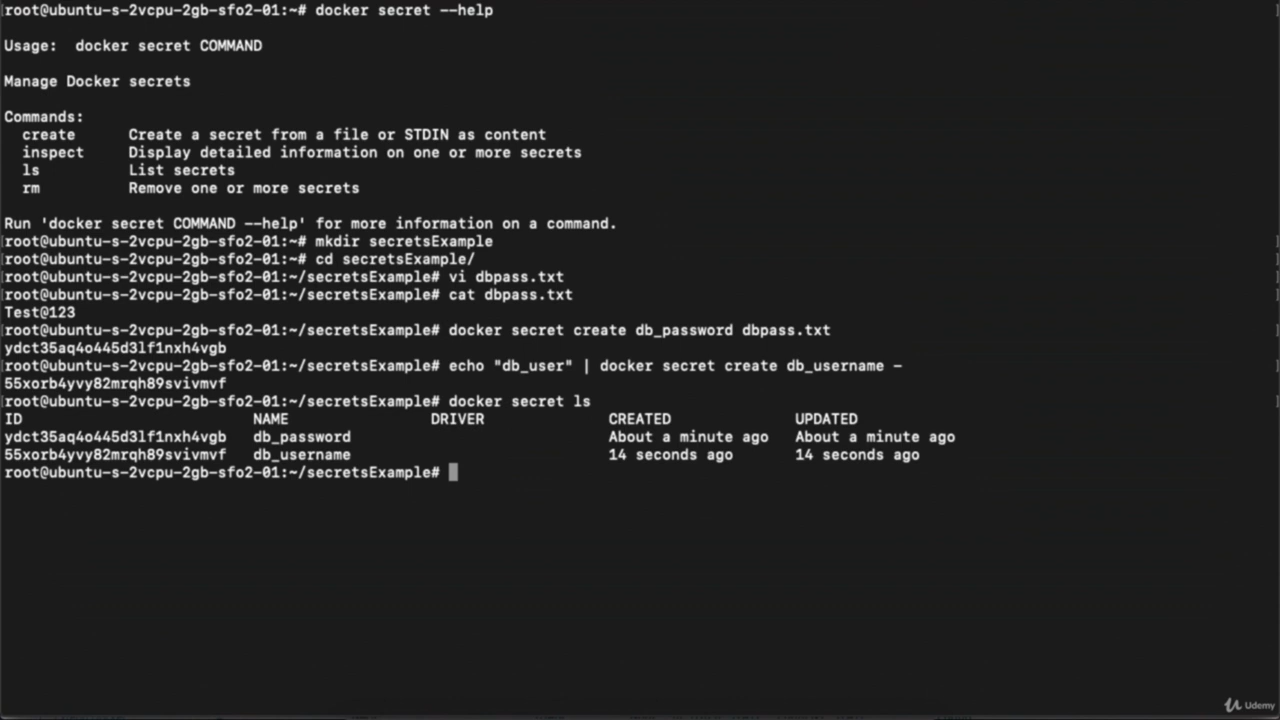 root@ubuntu-s-2vcpu-2gb-sfo2-01:~# docker secret --help
Usage:  docker secret COMMAND
Manage Docker secrets
Commands:
  create      Create a secret from a file or STDIN as content
  inspect     Display detailed information on one or more secrets
  ls          List secrets
  rm          Remove one or more secrets
Run 'docker secret COMMAND --help' for more information on a command.
root@ubuntu-s-2vcpu-2gb-sfo2-01:~# mkdir secretsExample
root@ubuntu-s-2vcpu-2gb-sfo2-01:~# cd secretsExample/
root@ubuntu-s-2vcpu-2gb-sfo2-01:~/secretsExample# vi dbpass.txt
root@ubuntu-s-2vcpu-2gb-sfo2-01:~/secretsExample# cat dbpass.txt
Test@123
root@ubuntu-s-2vcpu-2gb-sfo2-01:~/secretsExample# docker secret create db_password dbpass.txt
ydct35aq4o445d3lf1nxh4vgb
root@ubuntu-s-2vcpu-2gb-sfo2-01:~/secretsExample# echo "db_user" | docker secret create db_username -
55xorb4yvy82mrqh89svivmvf
root@ubuntu-s-2vcpu-2gb-sfo2-01:~/secretsExample# docker secret ls
ID                          NAME                DRIVER              CREATED              UPDATED
ydct35aq4o445d3lf1nxh4vgb   db_password                             About a minute ago   About a minute ago
55xorb4yvy82mrqh89svivmvf   db_username                             14 seconds ago       14 seconds ago
root@ubuntu-s-2vcpu-2gb-sfo2-01:~/secretsExample#
Udemy